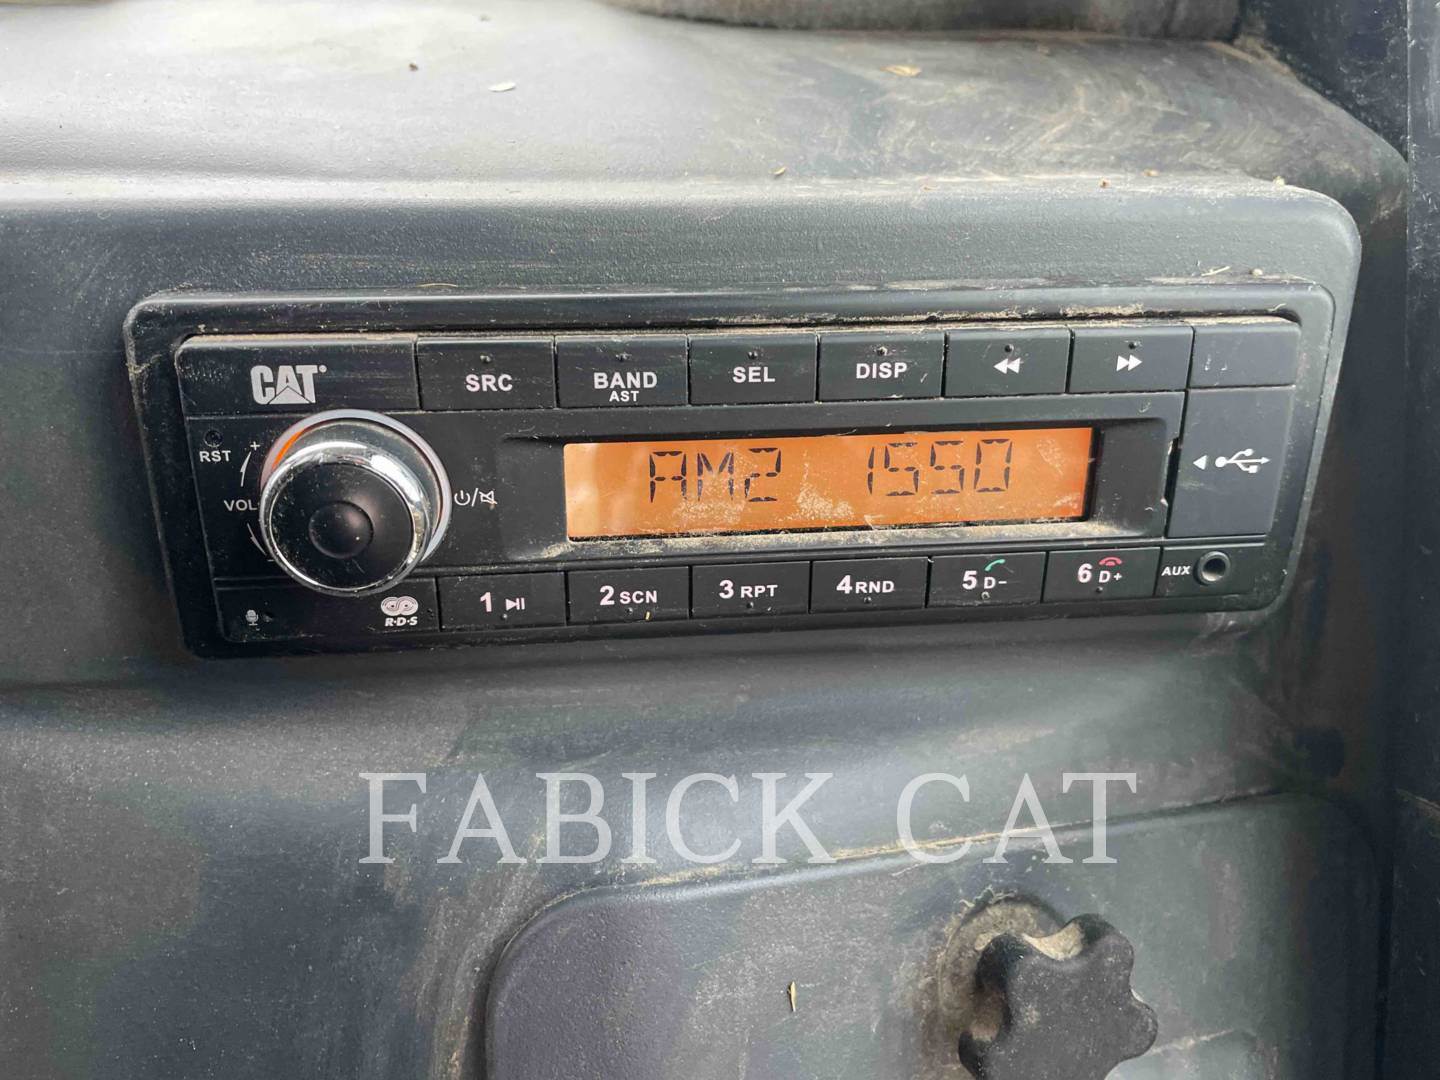 CAT
SRC
BAND
AST
SEL
DISP
RST
+
VOL
AM2 1550
R·D·S
1
2 SCN
3 RPT
4 RND
5 D-
6 D+
AUX
FABICK CAT